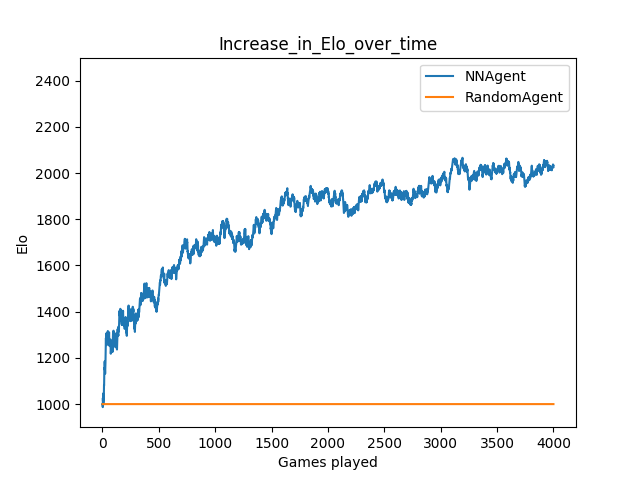 Increase_in_Elo_over_time
NNAgent
RandomAgent
2400
2200
2000
1800
1600
1400
1200
1000
Elo
0 500 1000 1500 2000 2500 3000 3500 4000
Games played